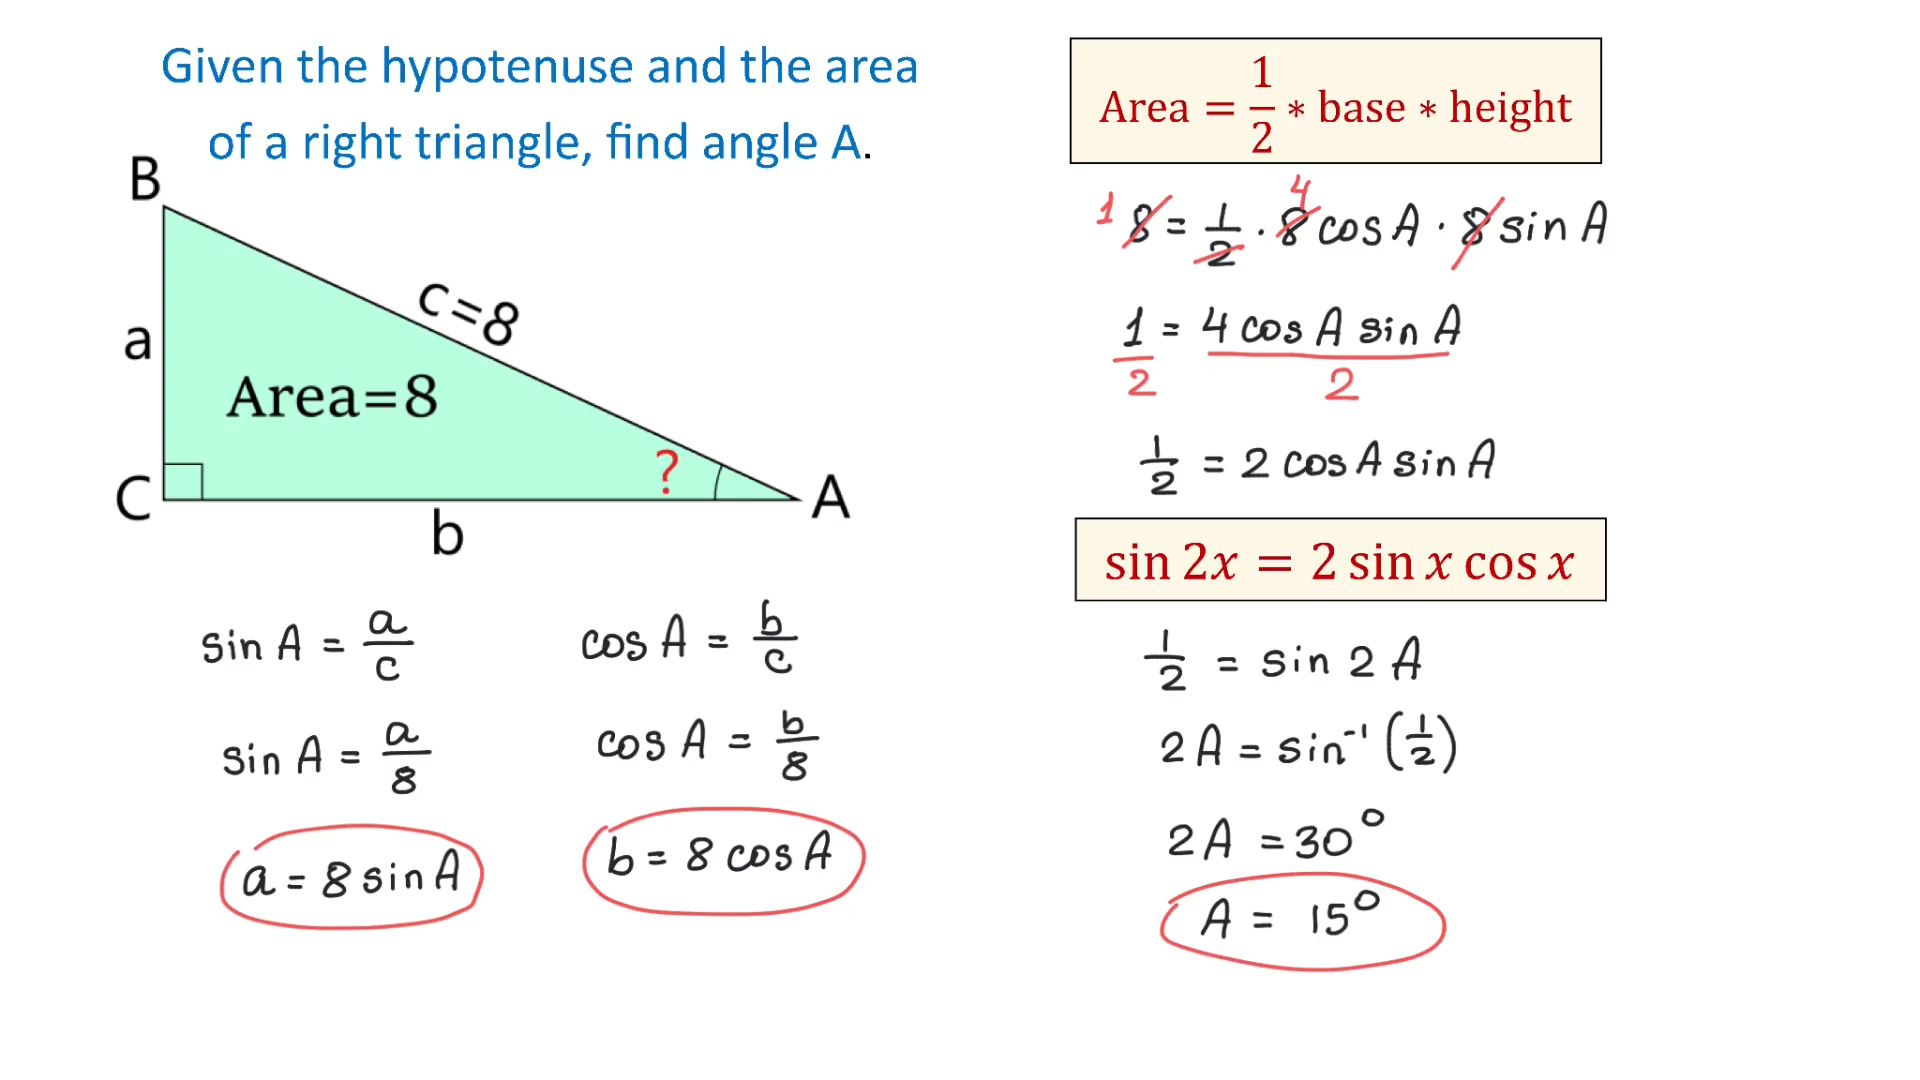 Given the hypotenuse and the area
of a right triangle, find angle A.
B
c=8
a
Area=8
?
C
A
b
sin A = a/c
cos A = b/c
sin A = a/8
cos A = b/8
a = 8 sin A
b = 8 cos A
Area = 1/2 * base * height
1 4
8 = 1/2 · 8 cos A · 8 sin A
1 = 4 cos A sin A
2 2
1/2 = 2 cos A sin A
sin 2x = 2 sin x cos x
1/2 = sin 2 A
2A = sin⁻¹ (1/2)
2A = 30°
A = 15°